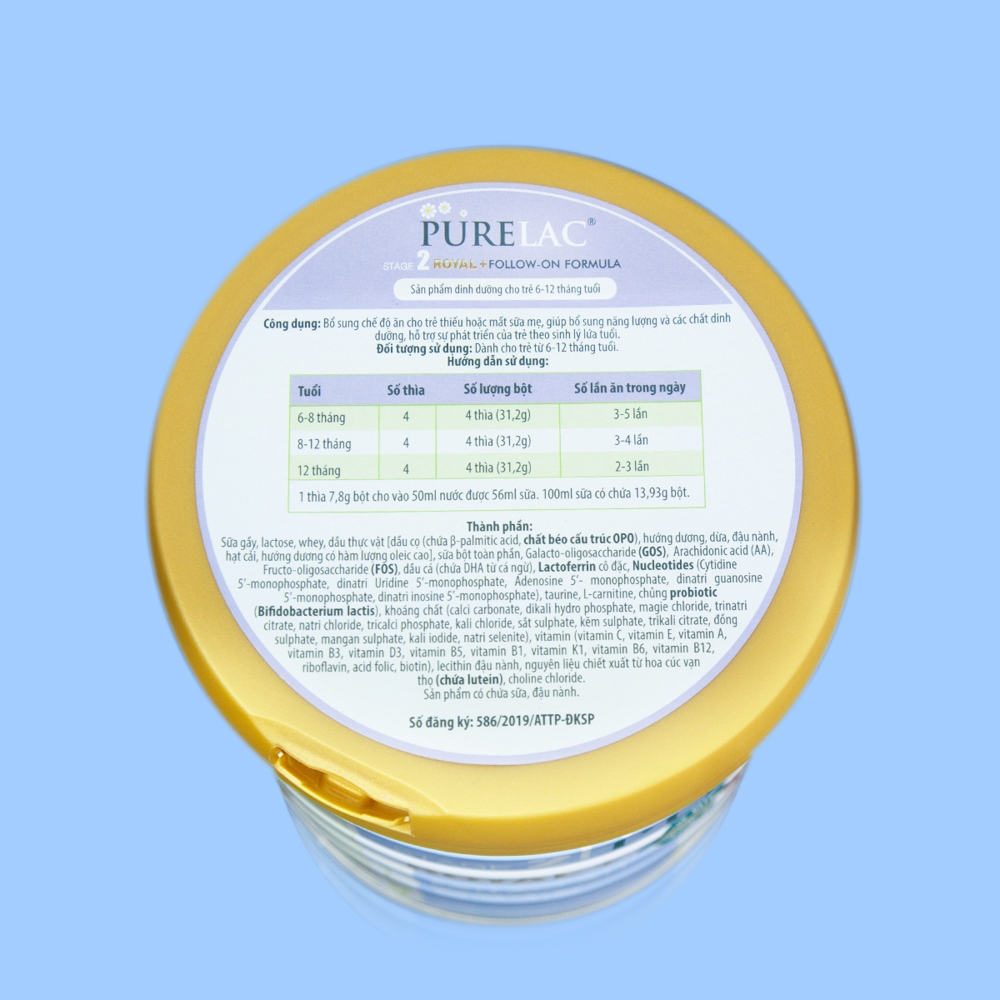 PURELAC®
STAGE 2 ROYAL+ FOLLOW-ON FORMULA
Sản phẩm dinh dưỡng cho trẻ 6-12 tháng tuổi
Công dụng: Bổ sung chế độ ăn cho trẻ thiếu hoặc mất sữa mẹ, giúp bổ sung năng lượng và các chất dinh
dưỡng, hỗ trợ sự phát triển của trẻ theo sinh lý lứa tuổi.
Đối tượng sử dụng: Dành cho trẻ từ 6-12 tháng tuổi.
Hướng dẫn sử dụng:
Tuổi Số thìa Số lượng bột Số lần ăn trong ngày
6-8 tháng 4 4 thìa (31,2g) 3-5 lần
8-12 tháng 4 4 thìa (31,2g) 3-4 lần
12 tháng 4 4 thìa (31,2g) 2-3 lần
1 thìa 7,8g bột cho vào 50ml nước được 56ml sữa. 100ml sữa có chứa 13,93g bột.
Thành phần:
Sữa gầy, lactose, whey, dầu thực vật [dầu cọ (chứa β-palmitic acid, chất béo cấu trúc OPO), hướng dương, dừa, đậu nành,
hạt cải, hướng dương có hàm lượng oleic cao], sữa bột toàn phần, Galacto-oligosaccharide (GOS), Arachidonic acid (AA),
Fructo-oligosaccharide (FOS), dầu cá (chứa DHA từ cá ngừ), Lactoferrin cô đặc, Nucleotides (Cytidine
5'-monophosphate, dinatri Uridine 5'-monophosphate, Adenosine 5'- monophosphate, dinatri guanosine
5'-monophosphate, dinatri inosine 5'-monophosphate), taurine, L-carnitine, chủng probiotic
(Bifidobacterium lactis), khoáng chất (calci carbonate, dikali hydro phosphate, magie chloride, trinatri
citrate, natri chloride, tricalci phosphate, kali chloride, sắt sulphate, kẽm sulphate, trikali citrate, đồng
sulphate, mangan sulphate, kali iodide, natri selenite), vitamin (vitamin C, vitamin E, vitamin A,
vitamin B3, vitamin D3, vitamin B5, vitamin B1, vitamin K1, vitamin B6, vitamin B12,
riboflavin, acid folic, biotin), lecithin đậu nành, nguyên liệu chiết xuất từ hoa cúc vạn
thọ (chứa lutein), choline chloride.
Sản phẩm có chứa sữa, đậu nành.
Số đăng ký: 586/2019/ATTP-ĐKSP